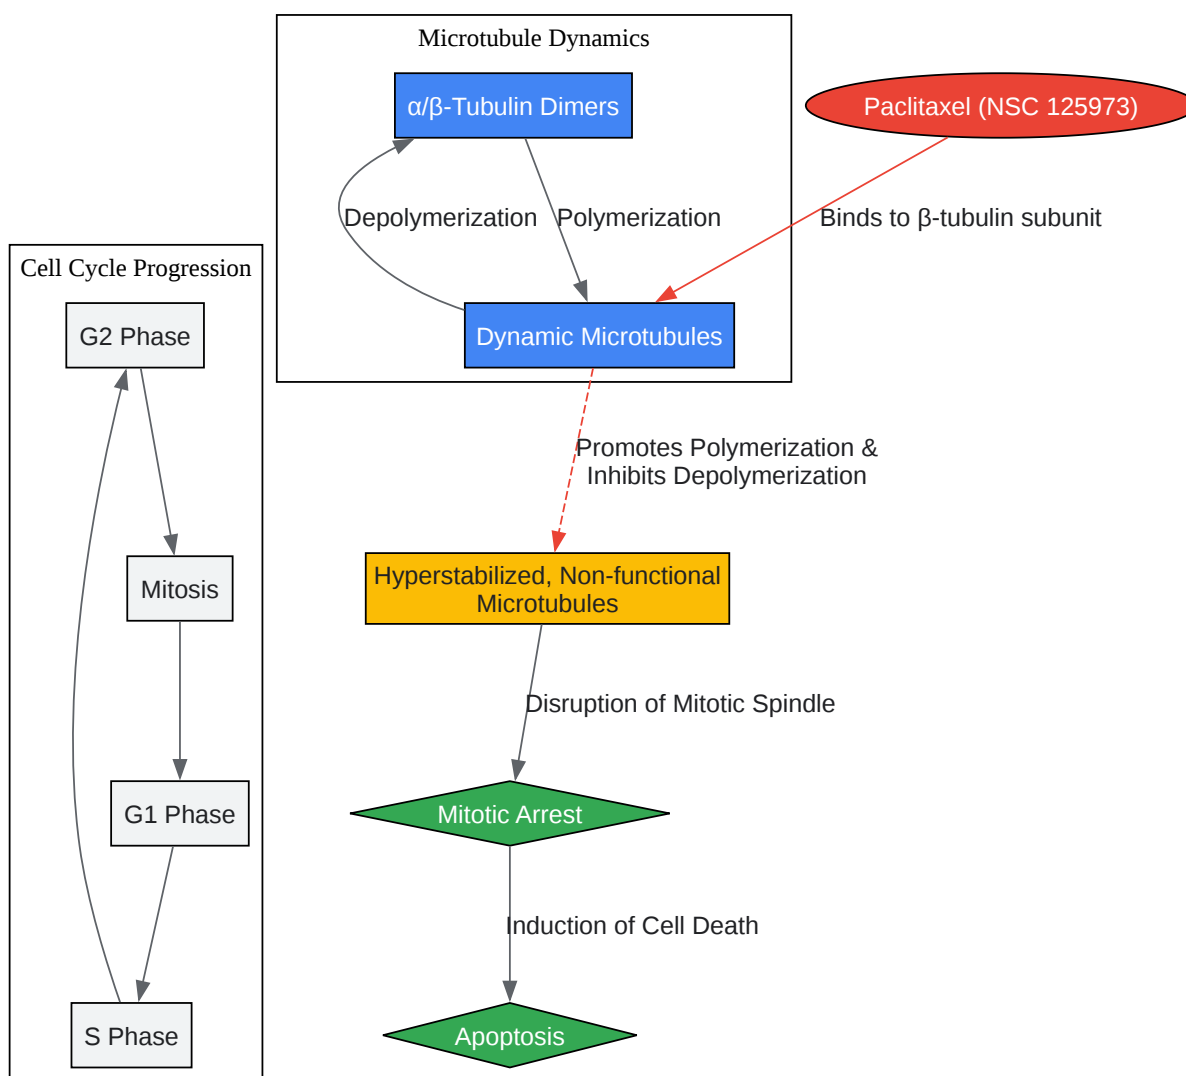 Microtubule Dynamics
α/β-Tubulin Dimers
Paclitaxel (NSC 125973)
Depolymerization
Polymerization
Binds to β-tubulin subunit
Cell Cycle Progression
G2 Phase
Dynamic Microtubules
Promotes Polymerization &
Inhibits Depolymerization
Mitosis
Hyperstabilized, Non-functional
Microtubules
Disruption of Mitotic Spindle
G1 Phase
Mitotic Arrest
Induction of Cell Death
S Phase
Apoptosis